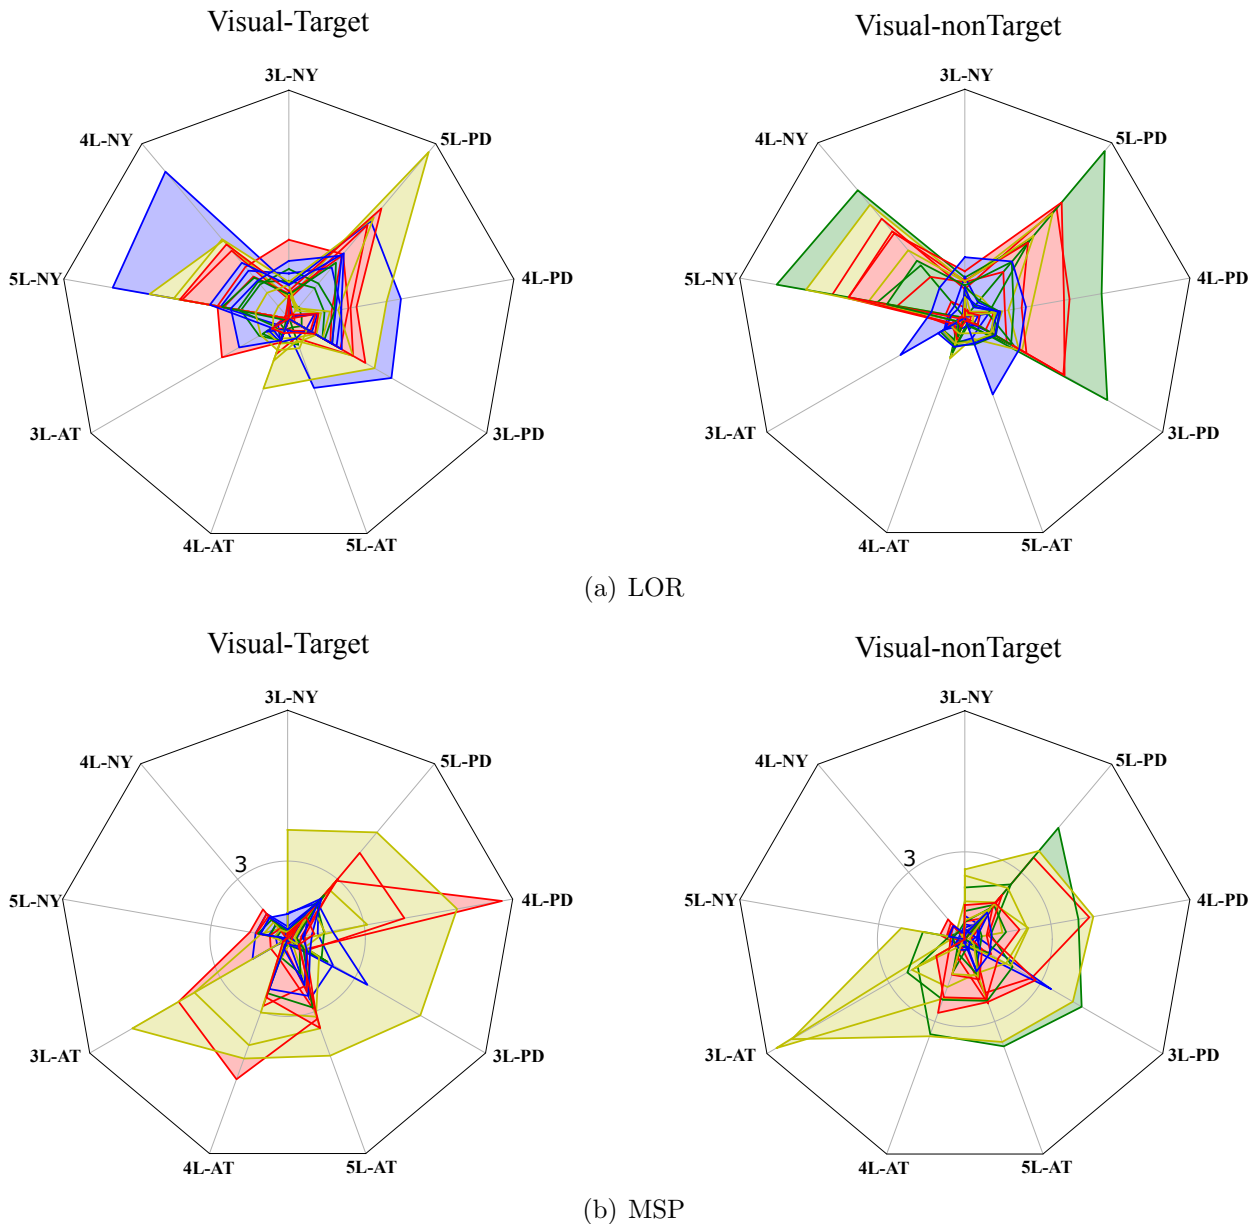 Visual-Target
Visual-nonTarget
3L-NY
4L-NY
5L-PD
5L-NY
4L-PD
3L-AT
3L-PD
4L-AT
5L-AT
3L-NY
4L-NY
5L-PD
5L-NY
4L-PD
3L-AT
3L-PD
4L-AT
5L-AT
(a) LOR
Visual-Target
Visual-nonTarget
3L-NY
4L-NY
5L-PD
3
5L-NY
4L-PD
3L-AT
3L-PD
4L-AT
5L-AT
3L-NY
4L-NY
5L-PD
3
5L-NY
4L-PD
3L-AT
3L-PD
4L-AT
5L-AT
(b) MSP